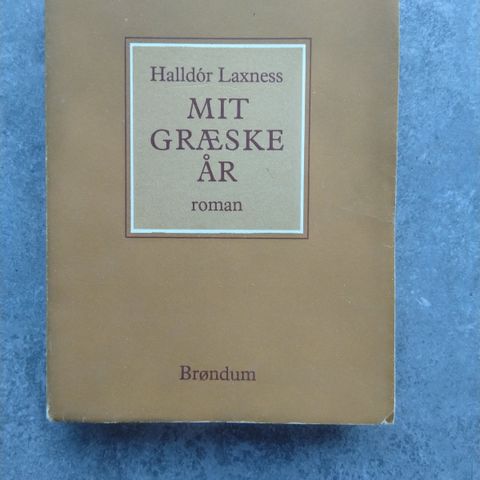 Halldór Laxness
MIT
GRÆSKE
ÅR
roman
Brøndum